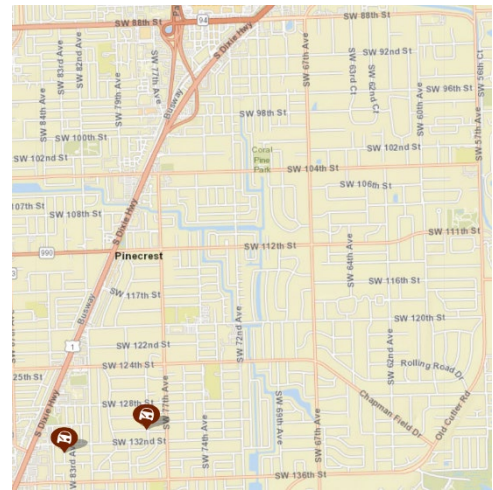 SW 88th St
94
SW 88th St
SW 83rd Ave
SW 82nd Ave
SW 77th Ave
S Dixie Hwy
SW 67th Ave
SW 92nd St
SW 63rd Ct
SW 62nd Ct
SW 56th Ct
SW 84th Ave
SW 79th Ave
Busway
SW 96th St
SW 60th Ave
SW 98th St
SW 57th Ave
SW 100th St
SW 102nd St
Coral
Pine
Park
SW 102nd St
SW 104th St
SW 106th St
107th St
SW 108th St
S Dixie Hwy
SW 111th St
SW 112th St
990
Pinecrest
SW 64th Ave
SW 116th St
SW 117th St
Busway
SW 72nd Ave
SW 120th St
1
SW 122nd St
SW 62nd Ave
SW 124th St
Rolling Road Dr
25th St
SW 77th Ave
SW 128th St
S Dixie Hwy
SW 74th Ave
SW 69th Ave
SW 67th Ave
Chapman Field Dr
Old Cutler Rd
SW 132nd St
SW 83rd Ave
SW 136th St